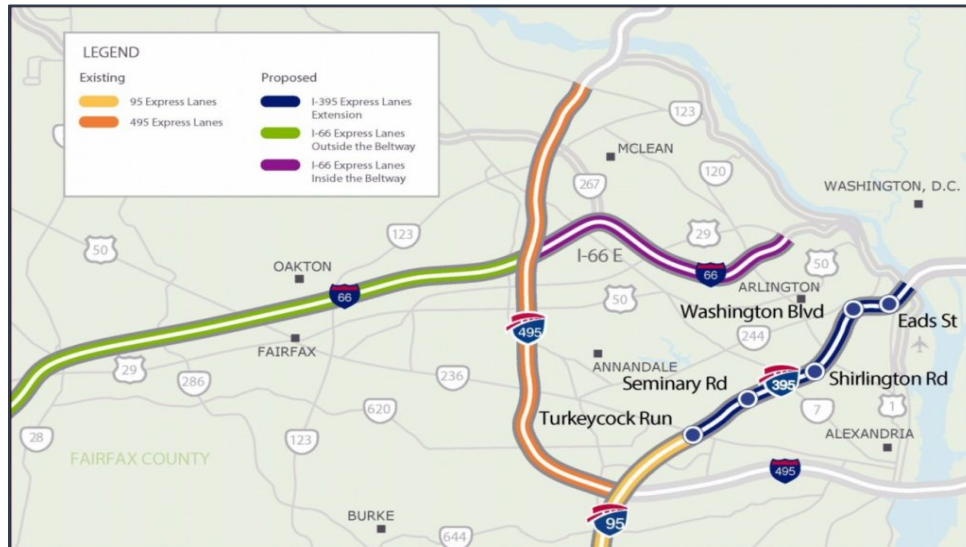 LEGEND
Existing
95 Express Lanes
495 Express Lanes
Proposed
I-395 Express Lanes
Extension
I-66 Express Lanes
Outside the Beltway
I-66 Express Lanes
Inside the Beltway
123
MCLEAN
120
267
WASHINGTON, D.C.
29
50
123
50
I-66 E
66
OAKTON
66
50
ARLINGTON
Washington Blvd
Eads St
495
244
FAIRFAX
ANNANDALE
29
286
236
Seminary Rd
395
Shirlington Rd
620
Turkeycock Run
7
1
28
123
ALEXANDRIA
FAIRFAX COUNTY
495
BURKE
95
644